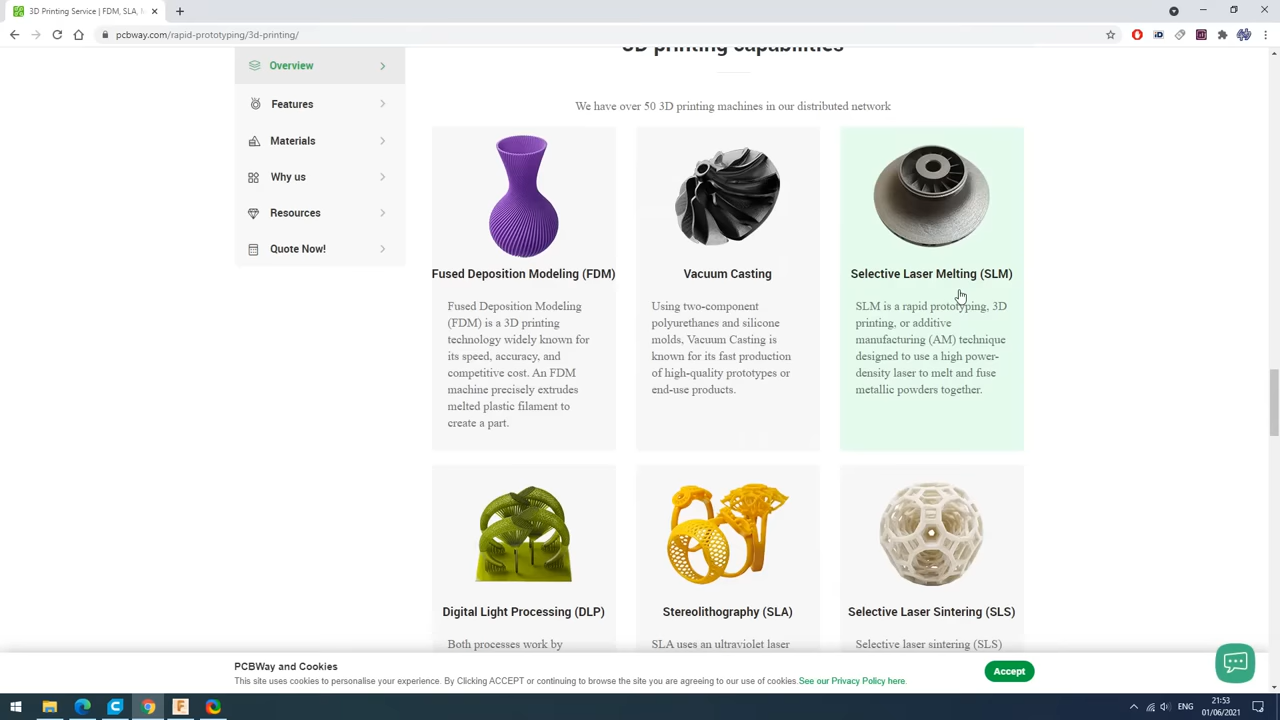 3D Printing Service | FDM, SLA, M
pcbway.com/rapid-prototyping/3d-printing/
Overview
Features
Materials
Why us
Resources
Quote Now!
3D printing capabilities
We have over 50 3D printing machines in our distributed network
Fused Deposition Modeling (FDM)
Fused Deposition Modeling
(FDM) is a 3D printing
technology widely known for
its speed, accuracy, and
competitive cost. An FDM
machine precisely extrudes
melted plastic filament to
create a part.
Vacuum Casting
Using two-component
polyurethanes and silicone
molds, Vacuum Casting is
known for its fast production
of high-quality prototypes or
end-use products.
Selective Laser Melting (SLM)
SLM is a rapid prototyping, 3D
printing, or additive
manufacturing (AM) technique
designed to use a high power-
density laser to melt and fuse
metallic powders together.
Digital Light Processing (DLP)
Both processes work by
Stereolithography (SLA)
SLA uses an ultraviolet laser
Selective Laser Sintering (SLS)
Selective laser sintering (SLS)
PCBWay and Cookies
This site uses cookies to personalise your experience. By Clicking ACCEPT or continuing to browse the site you are agreeing to our use of cookies.See our Privacy Policy here.
Accept
ENG
21:53
01/06/2021